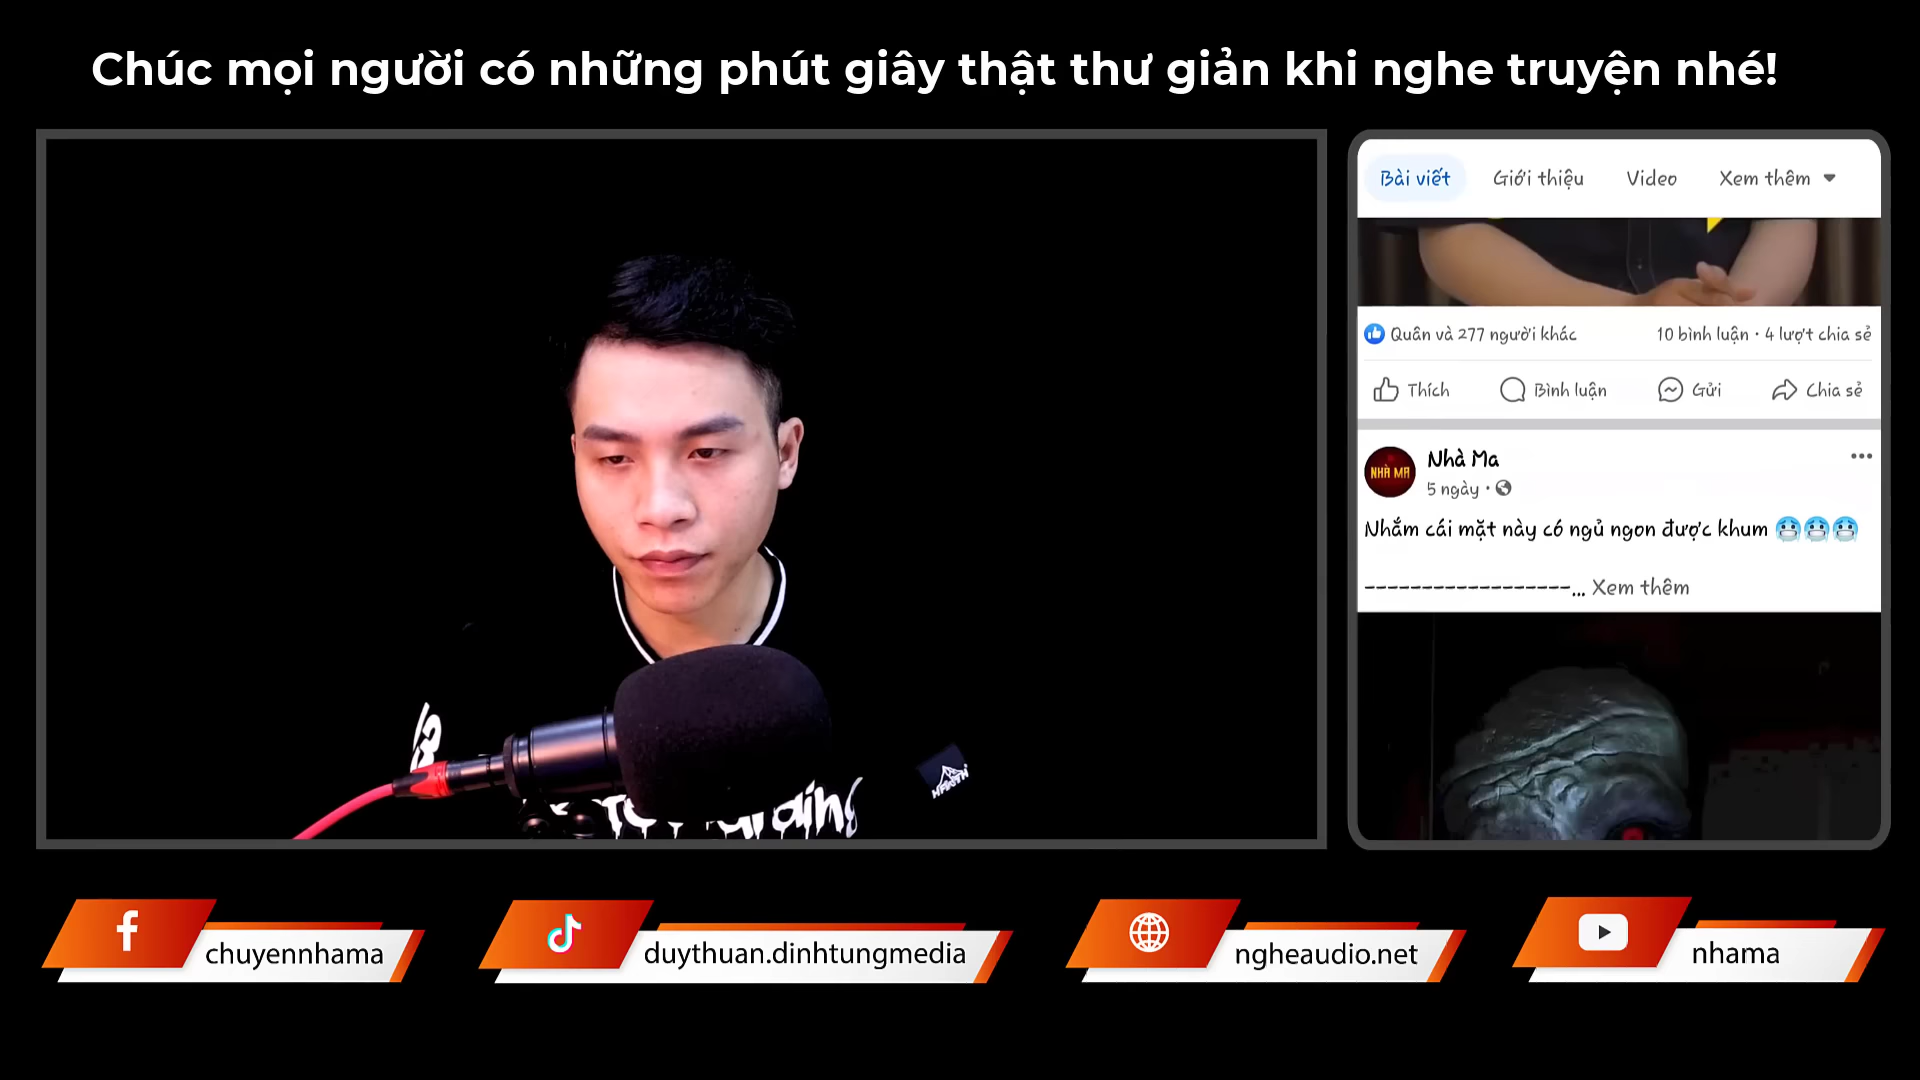 Chúc mọi người có những phút giây thật thư giản khi nghe truyện nhé!
Bài viết Giới thiệu Video Xem thêm
Quân và 277 người khác 10 bình luận · 4 lượt chia sẻ
Thích Bình luận Gửi Chia sẻ
NHÀ MA
Nhà Ma
5 ngày ·
Nhắm cái mặt này có ngủ ngon được khum 🥶🥶🥶
------------------... Xem thêm
chuyennhama
duythuan.dinhtungmedia
ngheaudio.net
nhama